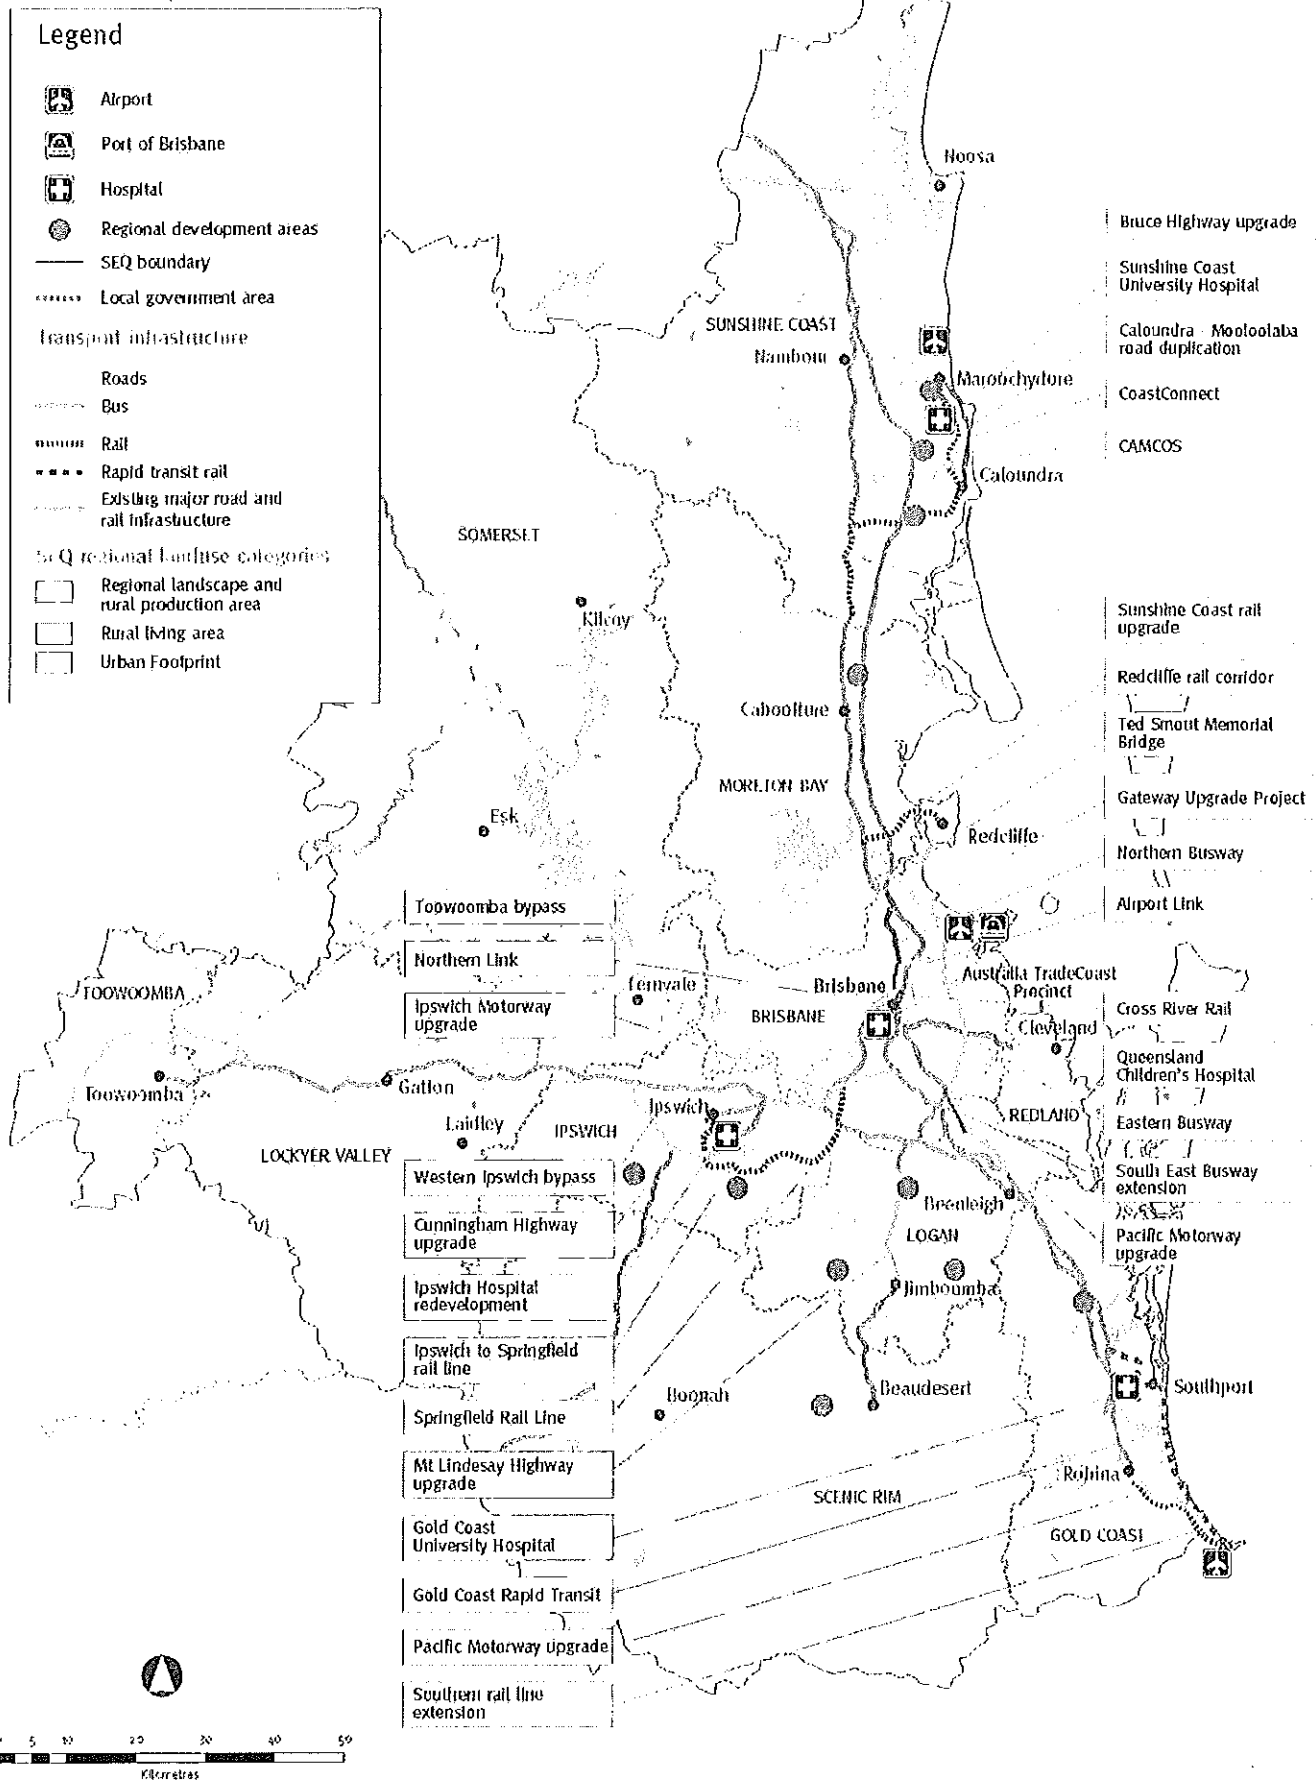 Legend
Airport
Port of Brisbane
Hospital
Regional development areas
SEQ boundary
Local government area
Transport infrastructure
Roads
Bus
Rail
Rapid transit rail
Existing major road and
rail infrastructure
SEQ regional landuse categories
Regional landscape and
rural production area
Rural living area
Urban Footprint
Noosa
SUNSHINE COAST
Nambour
Maroochydore
Caloundra
SOMERSET
Kilcoy
Caboolture
MORETON BAY
Esk
Redcliffe
TOOWOOMBA
Fernvale
Brisbane
BRISBANE
Australia TradeCoast
Precinct
Cleveland
Toowoomba
Gatton
Laidley
IPSWICH
Ipswich
REDLAND
LOCKYER VALLEY
Beenleigh
LOGAN
Jimboomba
Boonah
Beaudesert
Southport
SCENIC RIM
Robina
GOLD COAST
Bruce Highway upgrade
Sunshine Coast
University Hospital
Caloundra - Mooloolaba
road duplication
CoastConnect
CAMCOS
Sunshine Coast rail
upgrade
Redcliffe rail corridor
Ted Smout Memorial
Bridge
Gateway Upgrade Project
Northern Busway
Airport Link
Cross River Rail
Queensland
Children's Hospital
Eastern Busway
South East Busway
extension
Pacific Motorway
upgrade
Toowoomba bypass
Northern Link
Ipswich Motorway
upgrade
Western Ipswich bypass
Cunningham Highway
upgrade
Ipswich Hospital
redevelopment
Ipswich to Springfield
rail line
Springfield Rail Line
Mt Lindesay Highway
upgrade
Gold Coast
University Hospital
Gold Coast Rapid Transit
Pacific Motorway upgrade
Southern rail line
extension
5 10 20 30 40 50
Kilometres